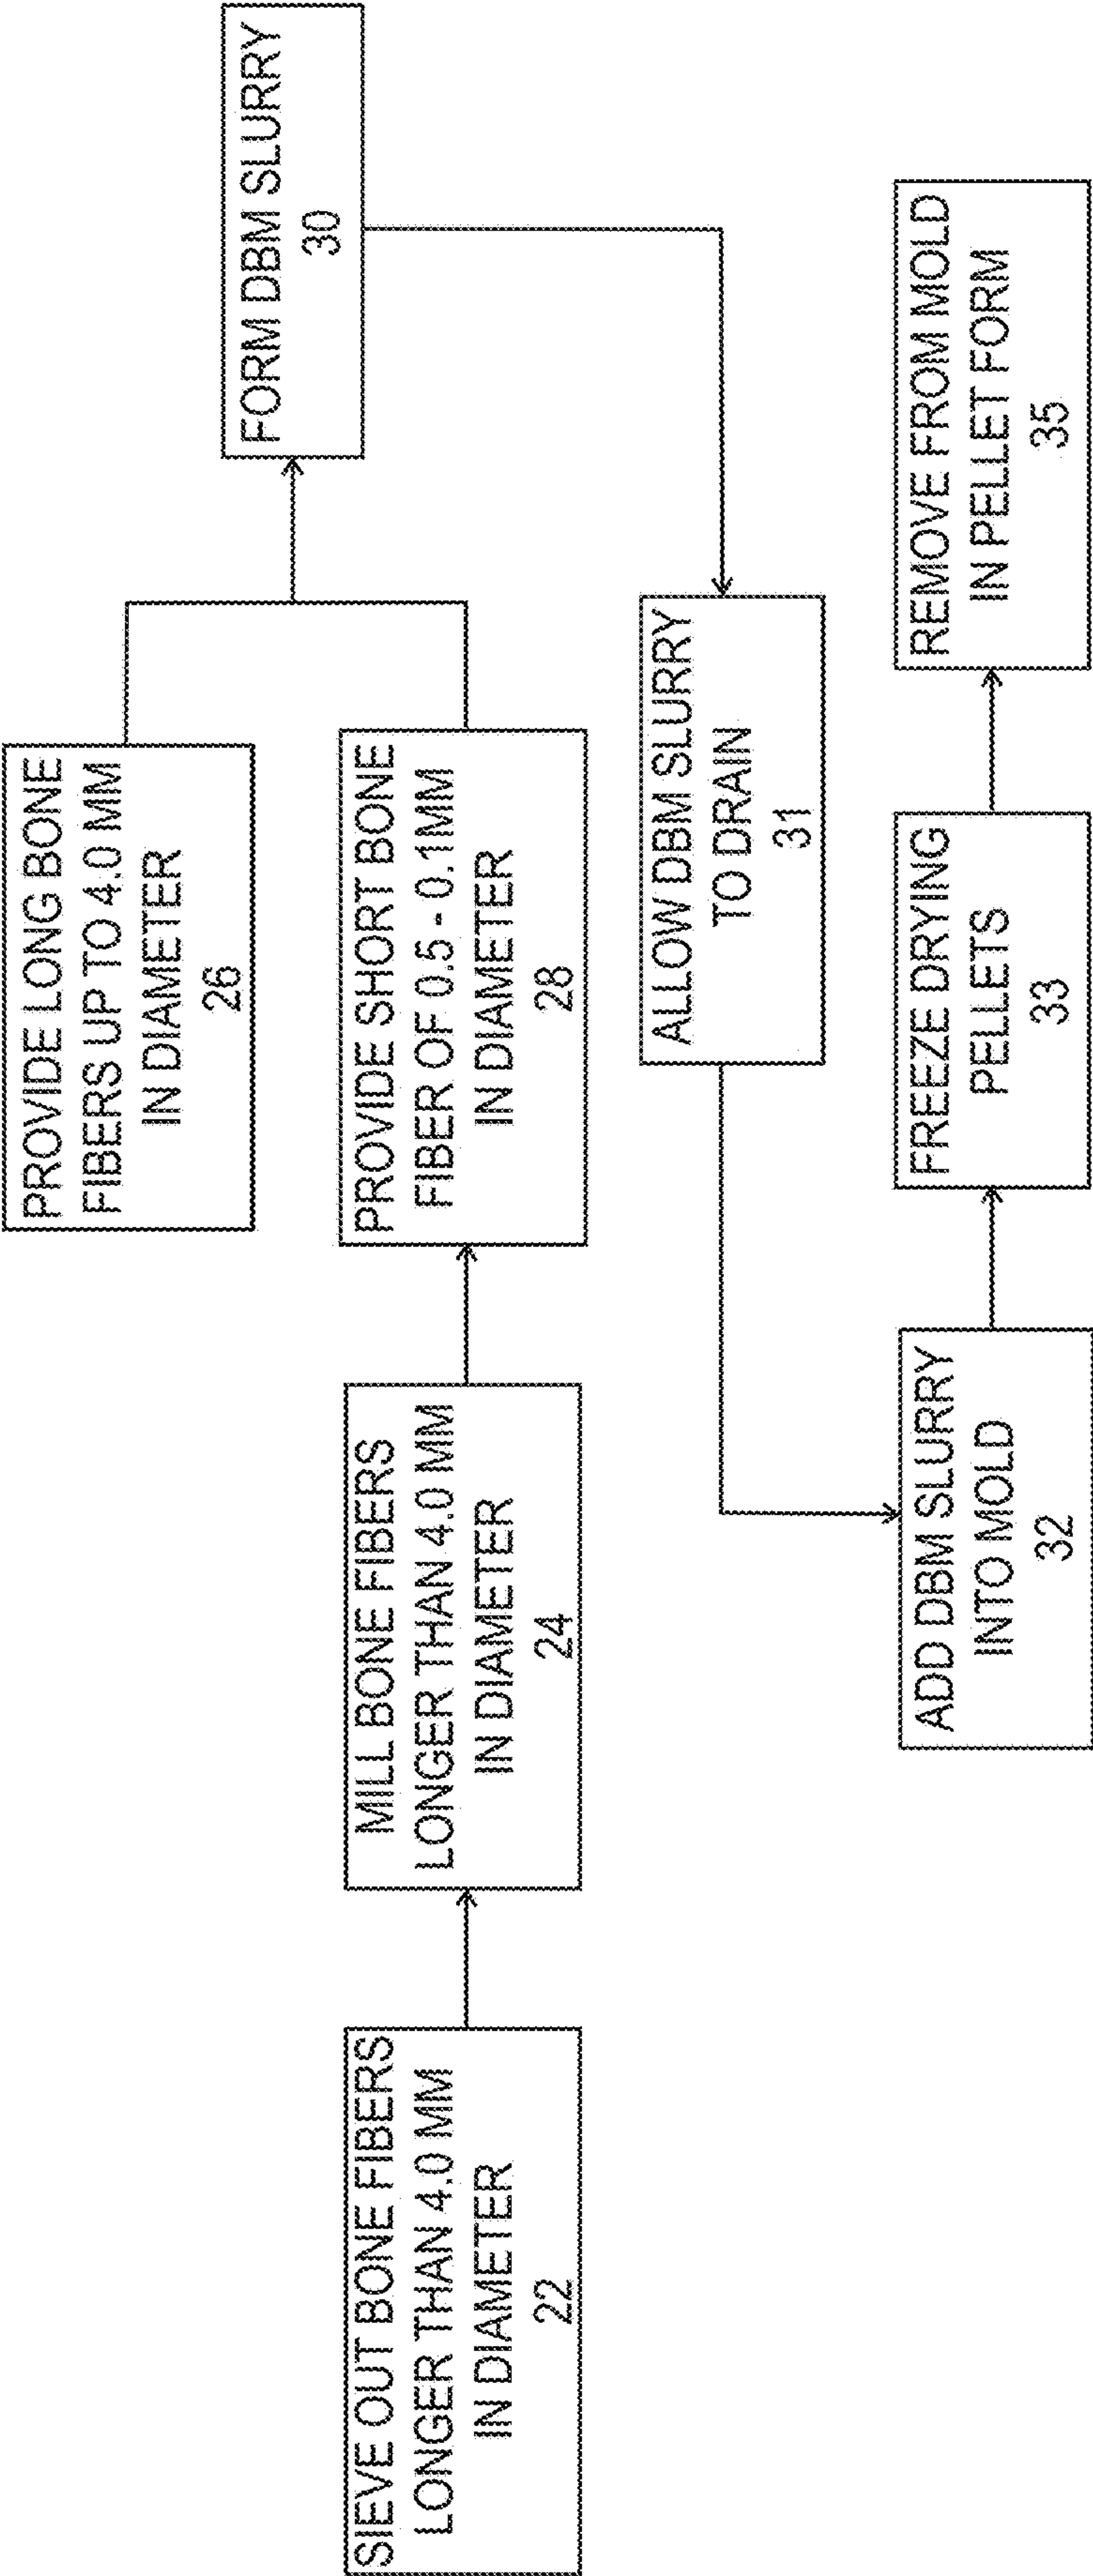 SIEVE OUT BONE FIBERS
LONGER THAN 4.0 MM
IN DIAMETER
22
MILL BONE FIBERS
LONGER THAN 4.0 MM
IN DIAMETER
24
PROVIDE LONG BONE
FIBERS UP TO 4.0 MM
IN DIAMETER
26
PROVIDE SHORT BONE
FIBER OF 0.5 - 0.1MM
IN DIAMETER
28
FORM DBM SLURRY
30
ALLOW DBM SLURRY
TO DRAIN
31
ADD DBM SLURRY
INTO MOLD
32
FREEZE DRYING
PELLETS
33
REMOVE FROM MOLD
IN PELLET FORM
35